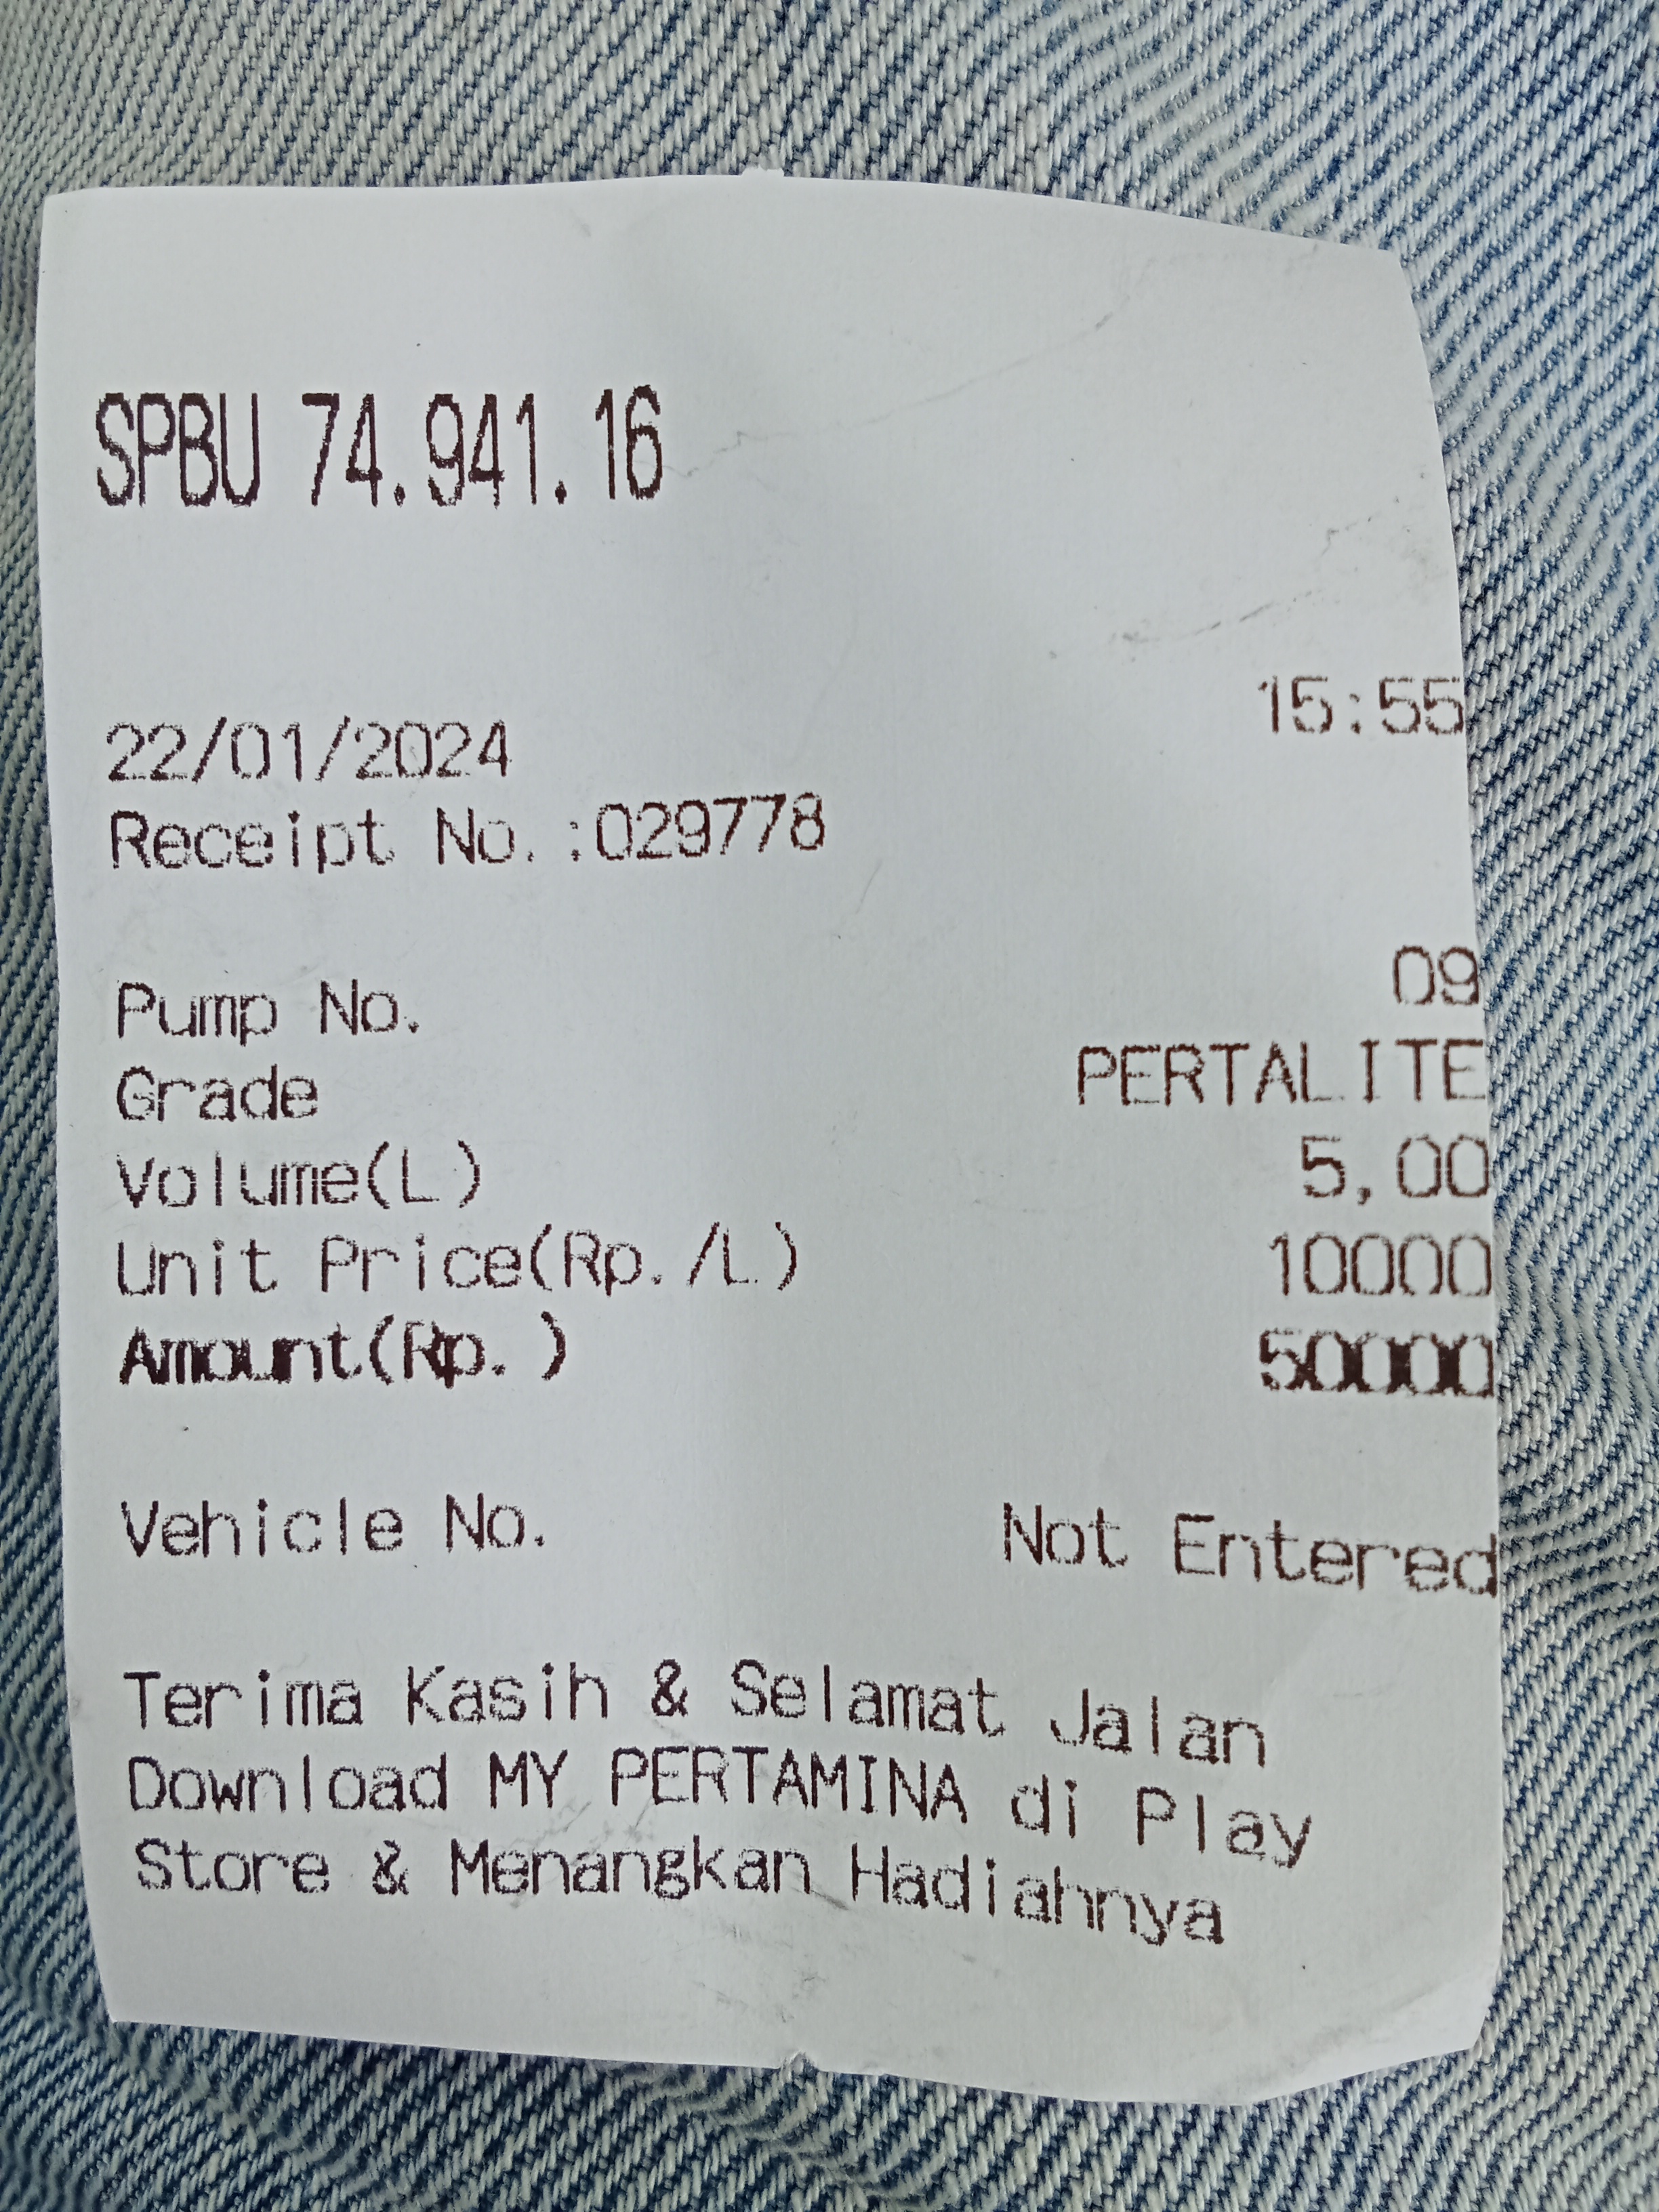 SPBU 74.941.16
22/01/2024 15:55
Receipt No.:029778
Pump No. 09
Grade PERTALITE
Volume(L) 5,00
Unit Price(Rp./L) 10000
Amount(Rp.) 50000
Vehicle No. Not Entered
Terima Kasih & Selamat Jalan
Download MY PERTAMINA di Play
Store & Menangkan Hadiahnya